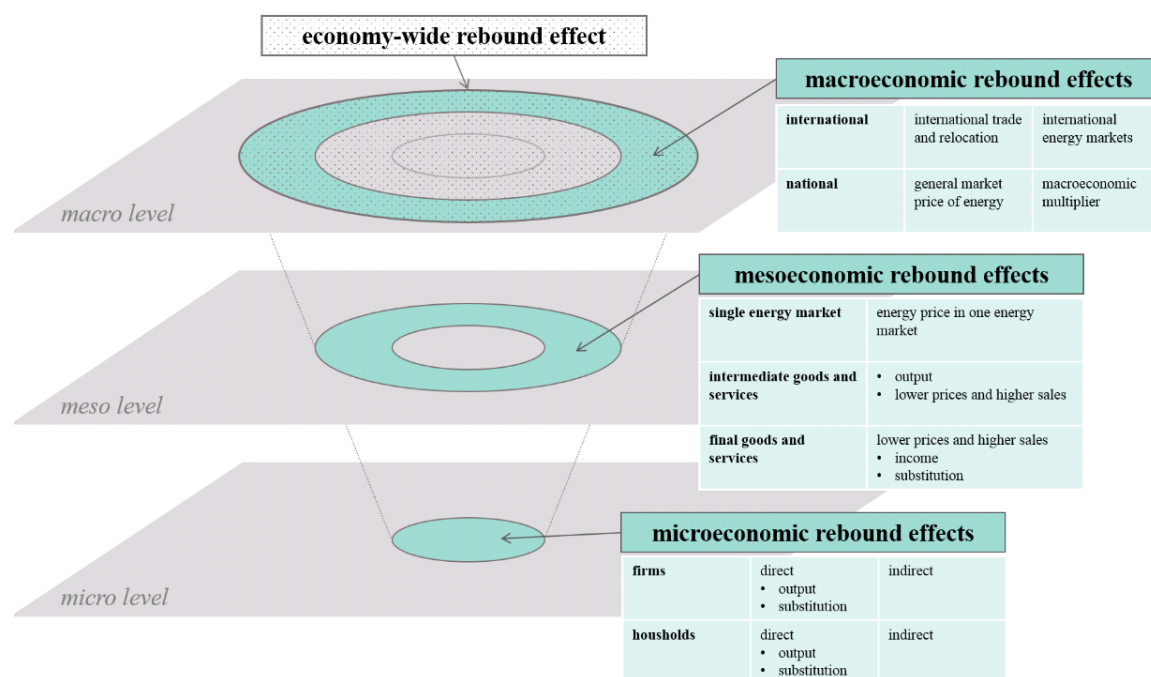 economy-wide rebound effect
macroeconomic rebound effects
international
international trade
and relocation
international
energy markets
national
general market
price of energy
macroeconomic
multiplier
macro level
mesoeconomic rebound effects
single energy market
energy price in one energy
market
intermediate goods and
services
• output
• lower prices and higher sales
final goods and
services
lower prices and higher sales
• income
• substitution
meso level
microeconomic rebound effects
firms
direct
• output
• substitution
indirect
housholds
direct
• output
• substitution
indirect
micro level